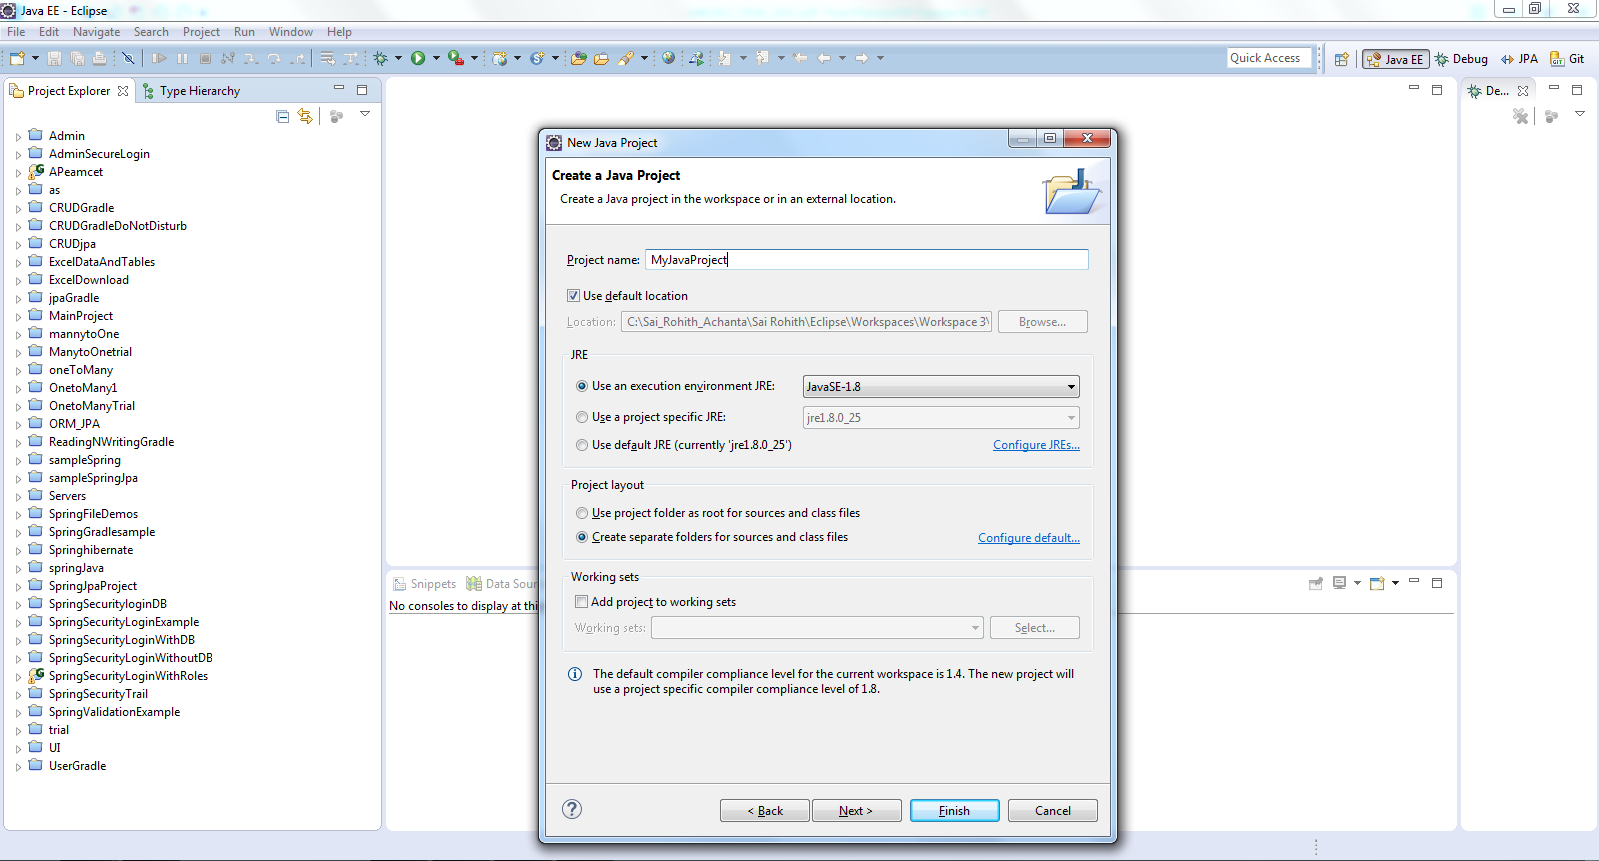 Java EE - Eclipse
File Edit Navigate Search Project Run Window Help
Quick Access
Java EE Debug JPA Git
Project Explorer Type Hierarchy
De...
Admin
AdminSecureLogin
APeamcet
as
CRUDGradle
CRUDGradleDoNotDisturb
CRUDjpa
ExcelDataAndTables
ExcelDownload
jpaGradle
MainProject
mannytoOne
ManytoOnetrial
oneToMany
OnetoMany1
OnetoManyTrial
ORM_JPA
ReadingNWritingGradle
sampleSpring
sampleSpringJpa
Servers
SpringFileDemos
SpringGradlesample
Springhibernate
springJava
SpringJpaProject
SpringSecurityloginDB
SpringSecurityLoginExample
SpringSecurityLoginWithDB
SpringSecurityLoginWithoutDB
SpringSecurityLoginWithRoles
SpringSecurityTrail
SpringValidationExample
trial
UI
UserGradle
New Java Project
Create a Java Project
Create a Java project in the workspace or in an external location.
Project name: MyJavaProject
Use default location
Location: C:\Sai_Rohith_Achanta\Sai Rohith\Eclipse\Workspaces\Workspace 3\ Browse...
JRE
Use an execution environment JRE: JavaSE-1.8
Use a project specific JRE: jre1.8.0_25
Use default JRE (currently 'jre1.8.0_25') Configure JREs...
Project layout
Use project folder as root for sources and class files
Create separate folders for sources and class files Configure default...
Working sets
Add project to working sets
Working sets: Select...
The default compiler compliance level for the current workspace is 1.4. The new project will
use a project specific compiler compliance level of 1.8.
< Back Next > Finish Cancel
Snippets Data Sour
No consoles to display at thi